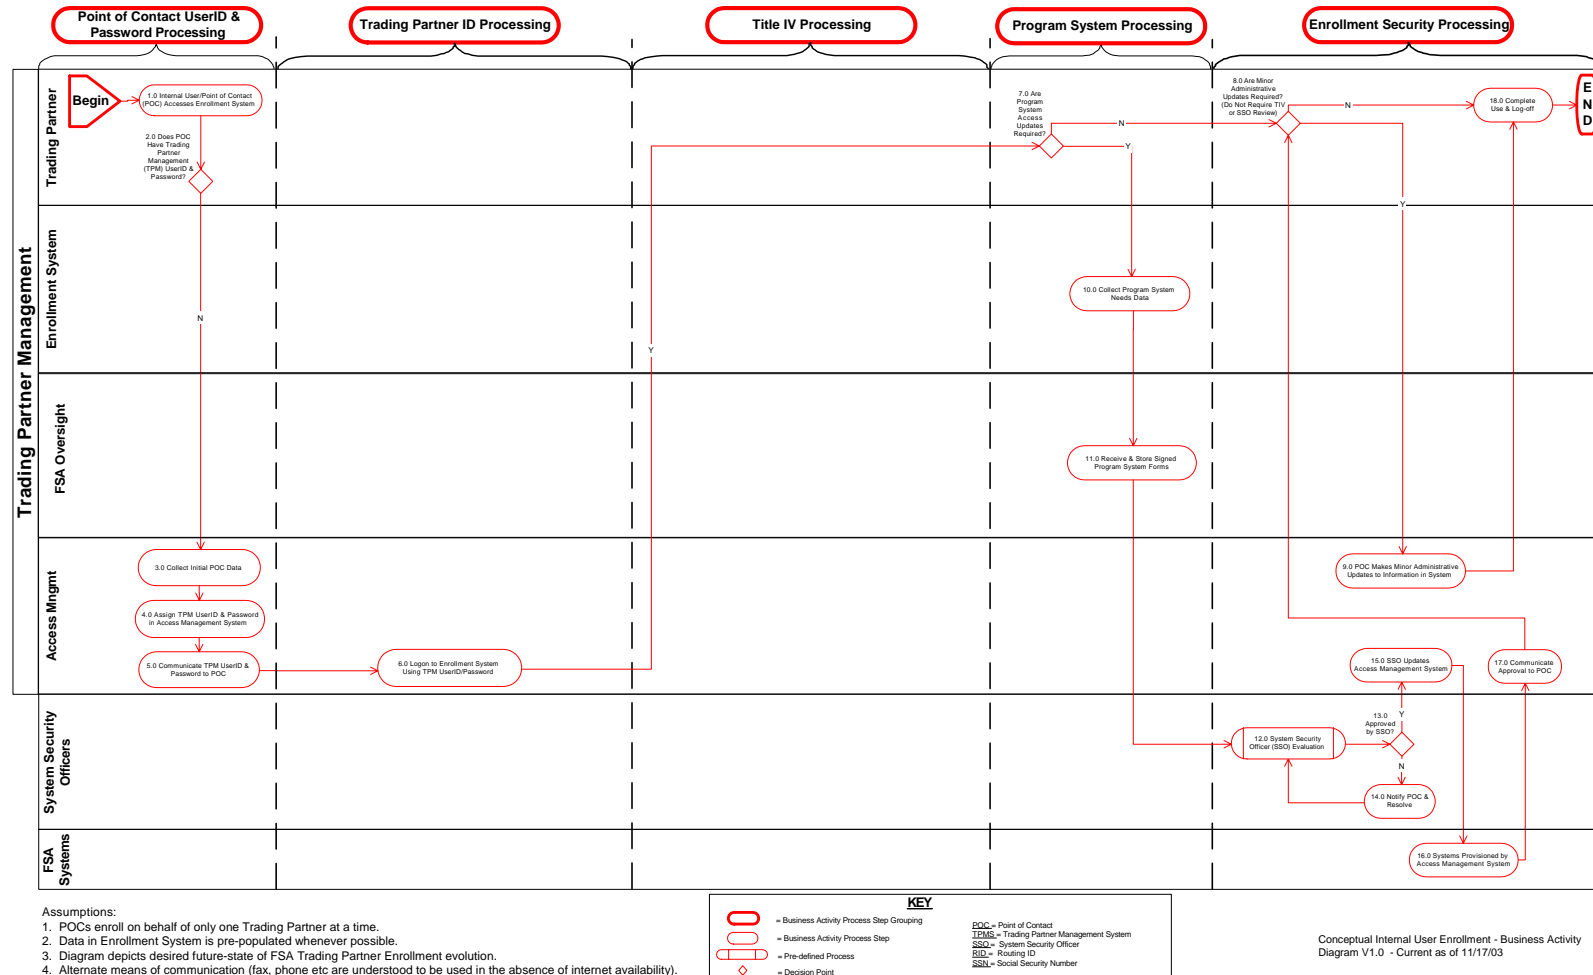 Point of Contact UserID &
Password Processing
Trading Partner ID Processing
Title IV Processing
Program System Processing
Enrollment Security Processing
Trading Partner Management
Trading Partner
Begin
1.0 Internal User/Point of Contact
(POC) Accesses Enrollment System
2.0 Does POC
Have Trading
Partner
Management
(TPM) UserID &
Password?
7.0 Are
Program
System
Access
Updates
Required?
N
Y
8.0 Are Minor
Administrative
Updates Required?
(Do Not Require TIV
or SSO Review)
N
Y
18.0 Complete
Use & Log-off
E
N
D
Enrollment System
N
Y
10.0 Collect Program System
Needs Data
FSA Oversight
11.0 Receive & Store Signed
Program System Forms
Access Mngmt
3.0 Collect Initial POC Data
4.0 Assign TPM UserID & Password
in Access Management System
5.0 Communicate TPM UserID &
Password to POC
6.0 Logon to Enrollment System
Using TPM UserID/Password
9.0 POC Makes Minor Administrative
Updates to Information in System
15.0 SSO Updates
Access Management System
17.0 Communicate
Approval to POC
System Security
Officers
12.0 System Security
Officer (SSO) Evaluation
13.0
Approved
by SSO?
Y
N
14.0 Notify POC &
Resolve
FSA
Systems
16.0 Systems Provisioned by
Access Management System
Assumptions:
1. POCs enroll on behalf of only one Trading Partner at a time.
2. Data in Enrollment System is pre-populated whenever possible.
3. Diagram depicts desired future-state of FSA Trading Partner Enrollment evolution.
4. Alternate means of communication (fax, phone etc are understood to be used in the absence of internet availability).
KEY
= Business Activity Process Step Grouping
= Business Activity Process Step
= Pre-defined Process
= Decision Point
POC = Point of Contact
TPMS = Trading Partner Management System
SSO = System Security Officer
RID = Routing ID
SSN = Social Security Number
Conceptual Internal User Enrollment - Business Activity
Diagram V1.0 - Current as of 11/17/03